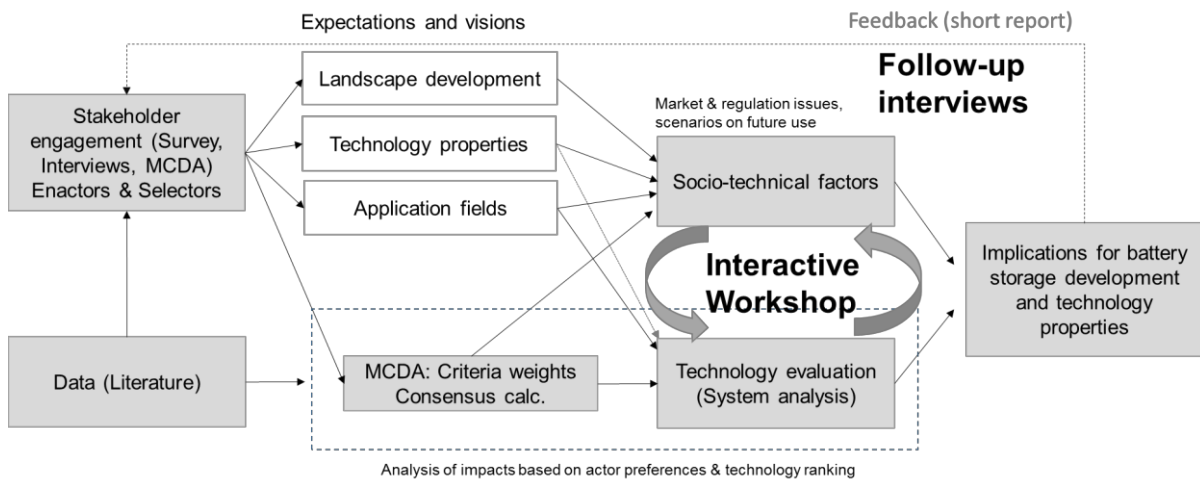 Expectations and visions
Feedback (short report)
Follow-up
interviews
Landscape development
Stakeholder
engagement (Survey,
Interviews, MCDA)
Enactors & Selectors
Technology properties
Application fields
Market & regulation issues,
scenarios on future use
Socio-technical factors
Interactive
Workshop
Implications for battery
storage development
and technology
properties
Data (Literature)
MCDA: Criteria weights
Consensus calc.
Technology evaluation
(System analysis)
Analysis of impacts based on actor preferences & technology ranking